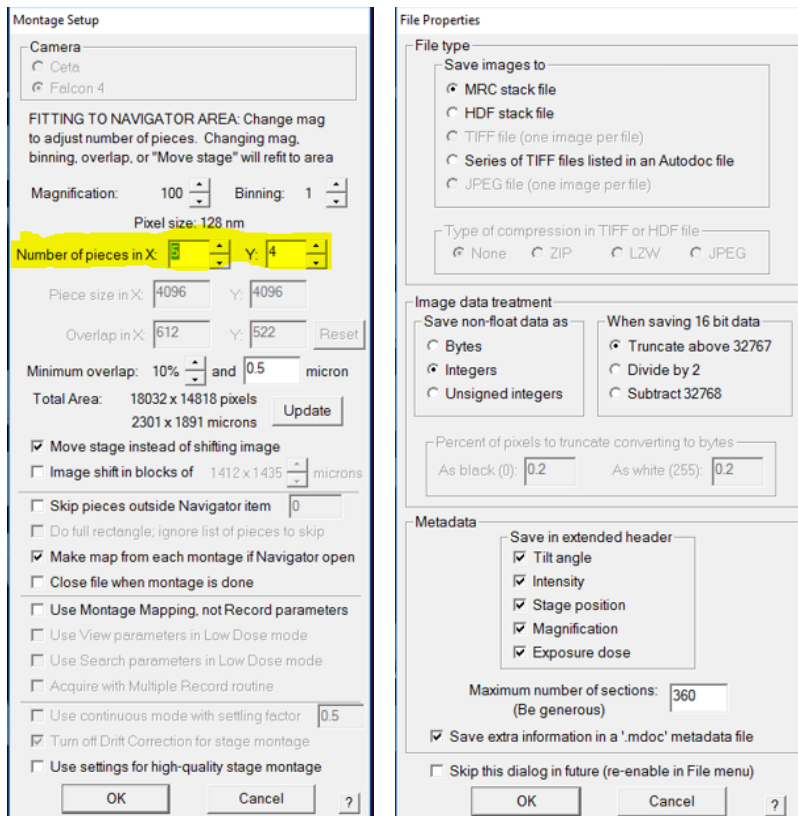 Montage Setup
Camera
Ceta
Falcon 4
FITTING TO NAVIGATOR AREA: Change mag
to adjust number of pieces. Changing mag,
binning, overlap, or "Move stage" will refit to area
Magnification: 100 Binning: 1
Pixel size: 128 nm
Number of pieces in X: 5 Y: 4
Piece size in X: 4096 Y: 4096
Overlap in X: 612 Y: 522 Reset
Minimum overlap: 10% and 0.5 micron
Total Area: 18032 x 14818 pixels
2301 x 1891 microns Update
Move stage instead of shifting image
Image shift in blocks of 1412 x 1435 microns
Skip pieces outside Navigator item 0
Do full rectangle; ignore list of pieces to skip
Make map from each montage if Navigator open
Close file when montage is done
Use Montage Mapping, not Record parameters
Use View parameters in Low Dose mode
Use Search parameters in Low Dose mode
Acquire with Multiple Record routine
Use continuous mode with settling factor 0.5
Turn off Drift Correction for stage montage
Use settings for high-quality stage montage
OK Cancel ?
File Properties
File type
Save images to
MRC stack file
HDF stack file
TIFF file (one image per file)
Series of TIFF files listed in an Autodoc file
JPEG file (one image per file)
Type of compression in TIFF or HDF file
None ZIP LZW JPEG
Image data treatment
Save non-float data as
Bytes
Integers
Unsigned integers
When saving 16 bit data
Truncate above 32767
Divide by 2
Subtract 32768
Percent of pixels to truncate converting to bytes
As black (0): 0.2 As white (255): 0.2
Metadata
Save in extended header
Tilt angle
Intensity
Stage position
Magnification
Exposure dose
Maximum number of sections: 360
(Be generous)
Save extra information in a '.mdoc' metadata file
Skip this dialog in future (re-enable in File menu)
OK Cancel ?